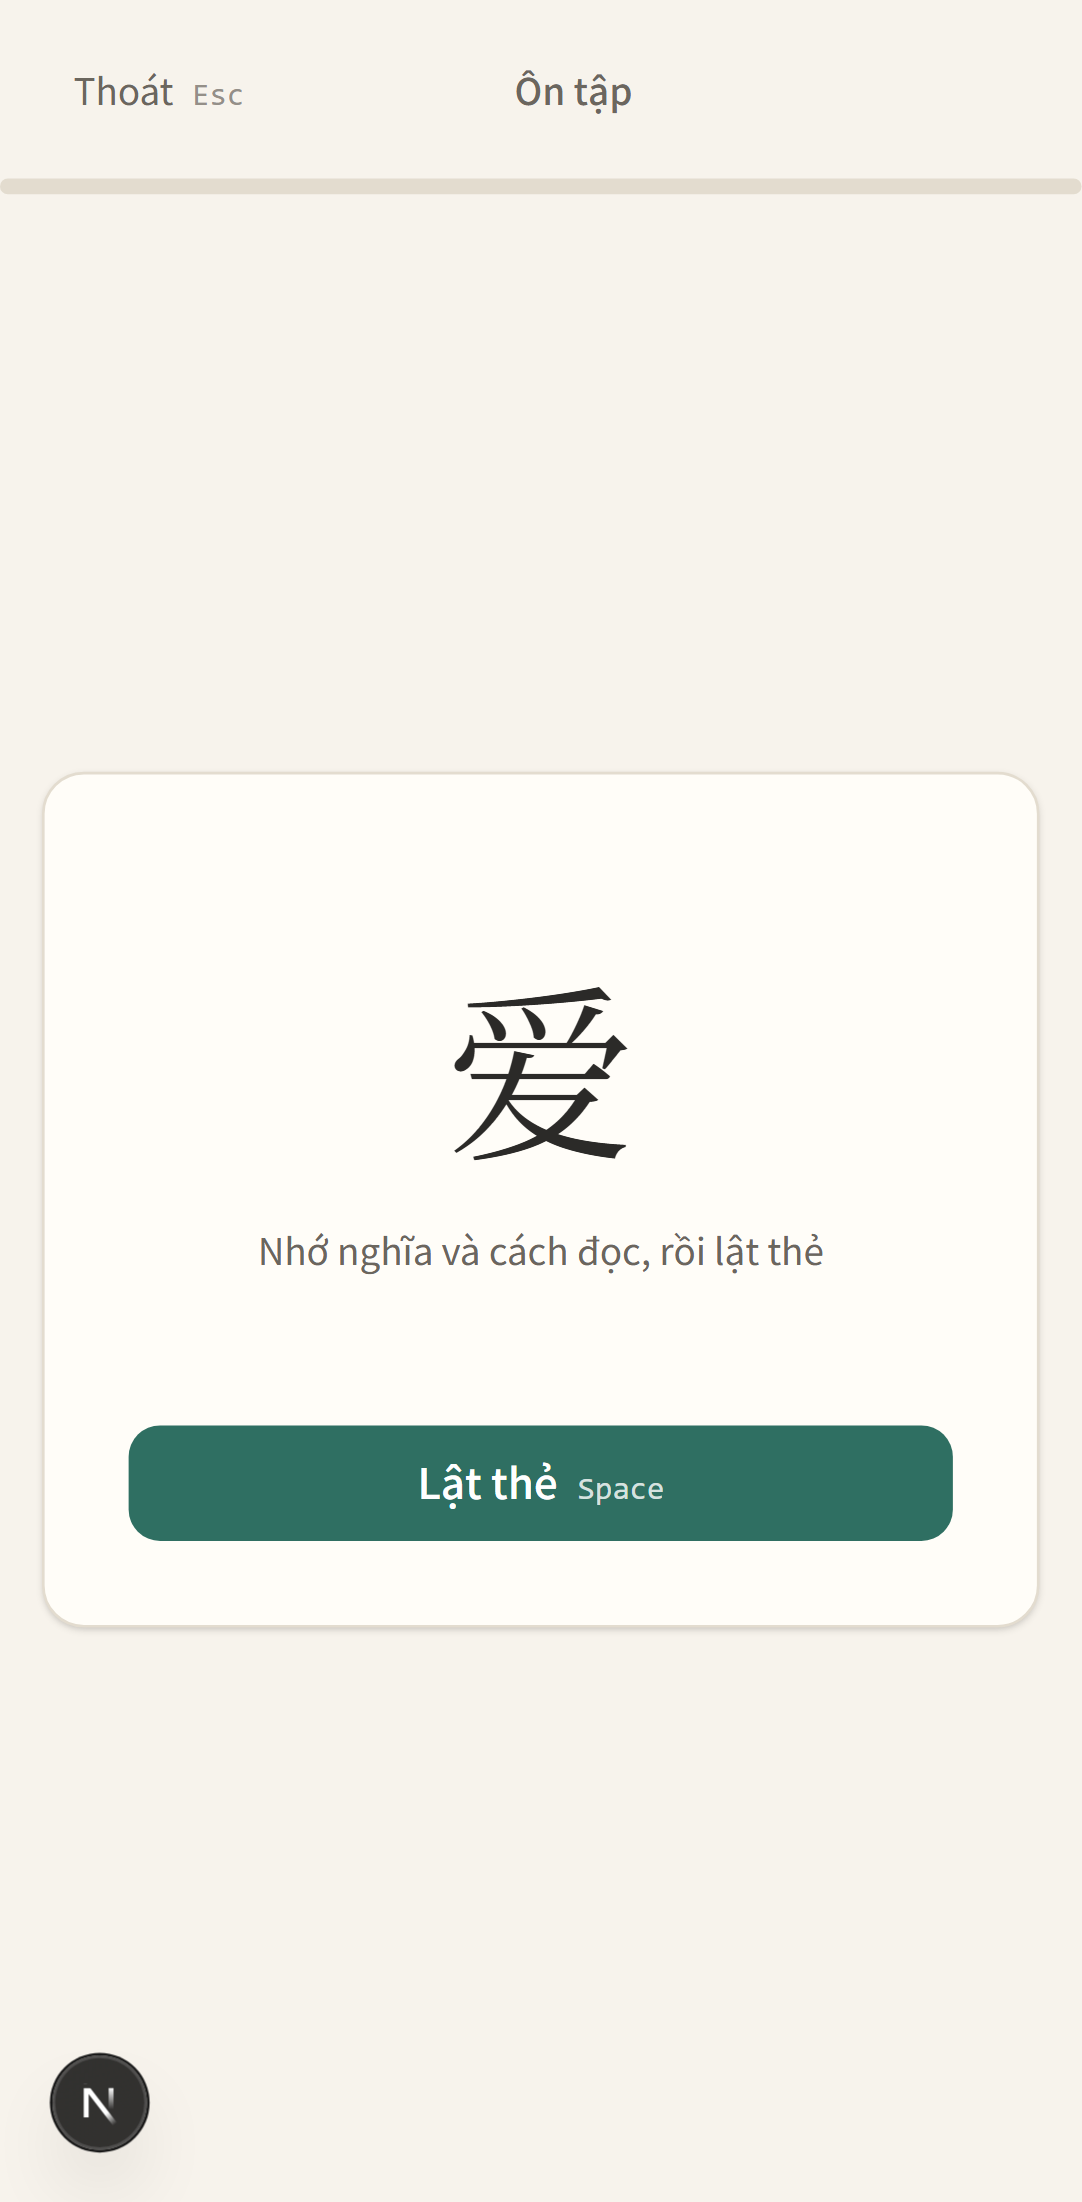 Thoát Esc Ôn tập
爱
Nhớ nghĩa và cách đọc, rồi lật thẻ
Lật thẻ Space
N